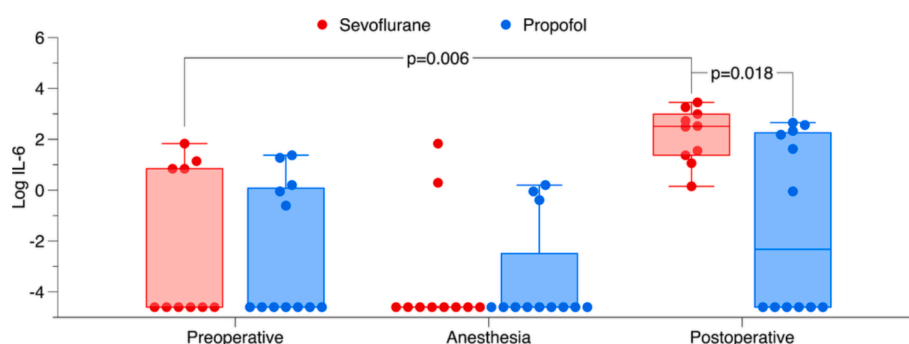 Sevoflurane Propofol
6
4
2
0
-2
-4
Log IL-6
p=0.006
p=0.018
Preoperative Anesthesia Postoperative